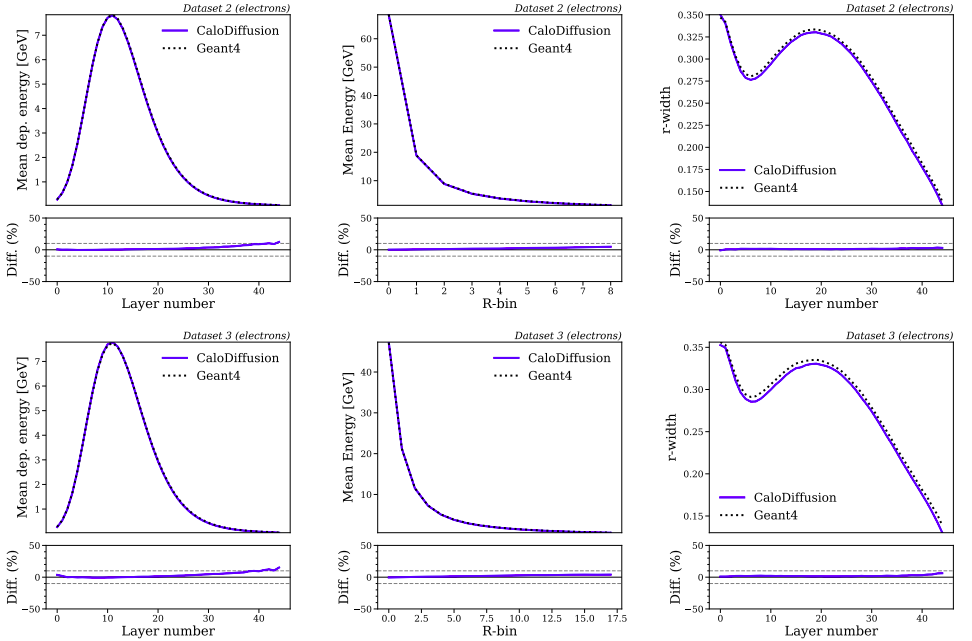 Dataset 2 (electrons)
Mean dep. energy [GeV]
7
6
5
4
3
2
1
CaloDiffusion
Geant4
Diff. (%)
50
0
−50
0
10
20
30
40
Layer number
Dataset 2 (electrons)
Mean Energy [GeV]
60
50
40
30
20
10
CaloDiffusion
Geant4
Diff. (%)
50
0
−50
0
1
2
3
4
5
6
7
8
R-bin
Dataset 2 (electrons)
r-width
0.350
0.325
0.300
0.275
0.250
0.225
0.200
0.175
0.150
CaloDiffusion
Geant4
Diff. (%)
50
0
−50
0
10
20
30
40
Layer number
Dataset 3 (electrons)
Mean dep. energy [GeV]
7
6
5
4
3
2
1
CaloDiffusion
Geant4
Diff. (%)
50
0
−50
0
10
20
30
40
Layer number
Dataset 3 (electrons)
Mean Energy [GeV]
40
30
20
10
CaloDiffusion
Geant4
Diff. (%)
50
0
−50
0.0
2.5
5.0
7.5
10.0
12.5
15.0
17.5
R-bin
Dataset 3 (electrons)
r-width
0.35
0.30
0.25
0.20
0.15
CaloDiffusion
Geant4
Diff. (%)
50
0
−50
0
10
20
30
40
Layer number